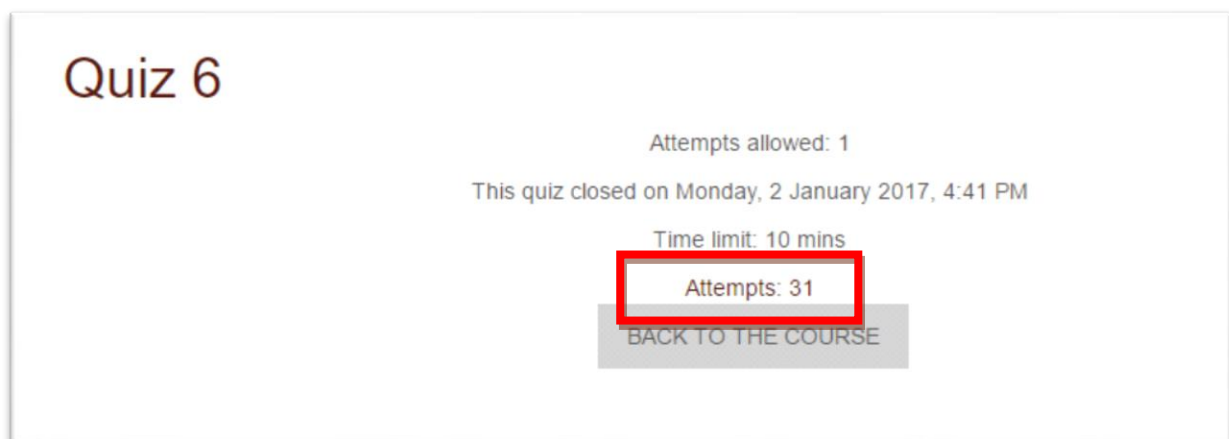 Quiz 6
Attempts allowed: 1
This quiz closed on Monday, 2 January 2017, 4:41 PM
Time limit: 10 mins
Attempts: 31
BACK TO THE COURSE